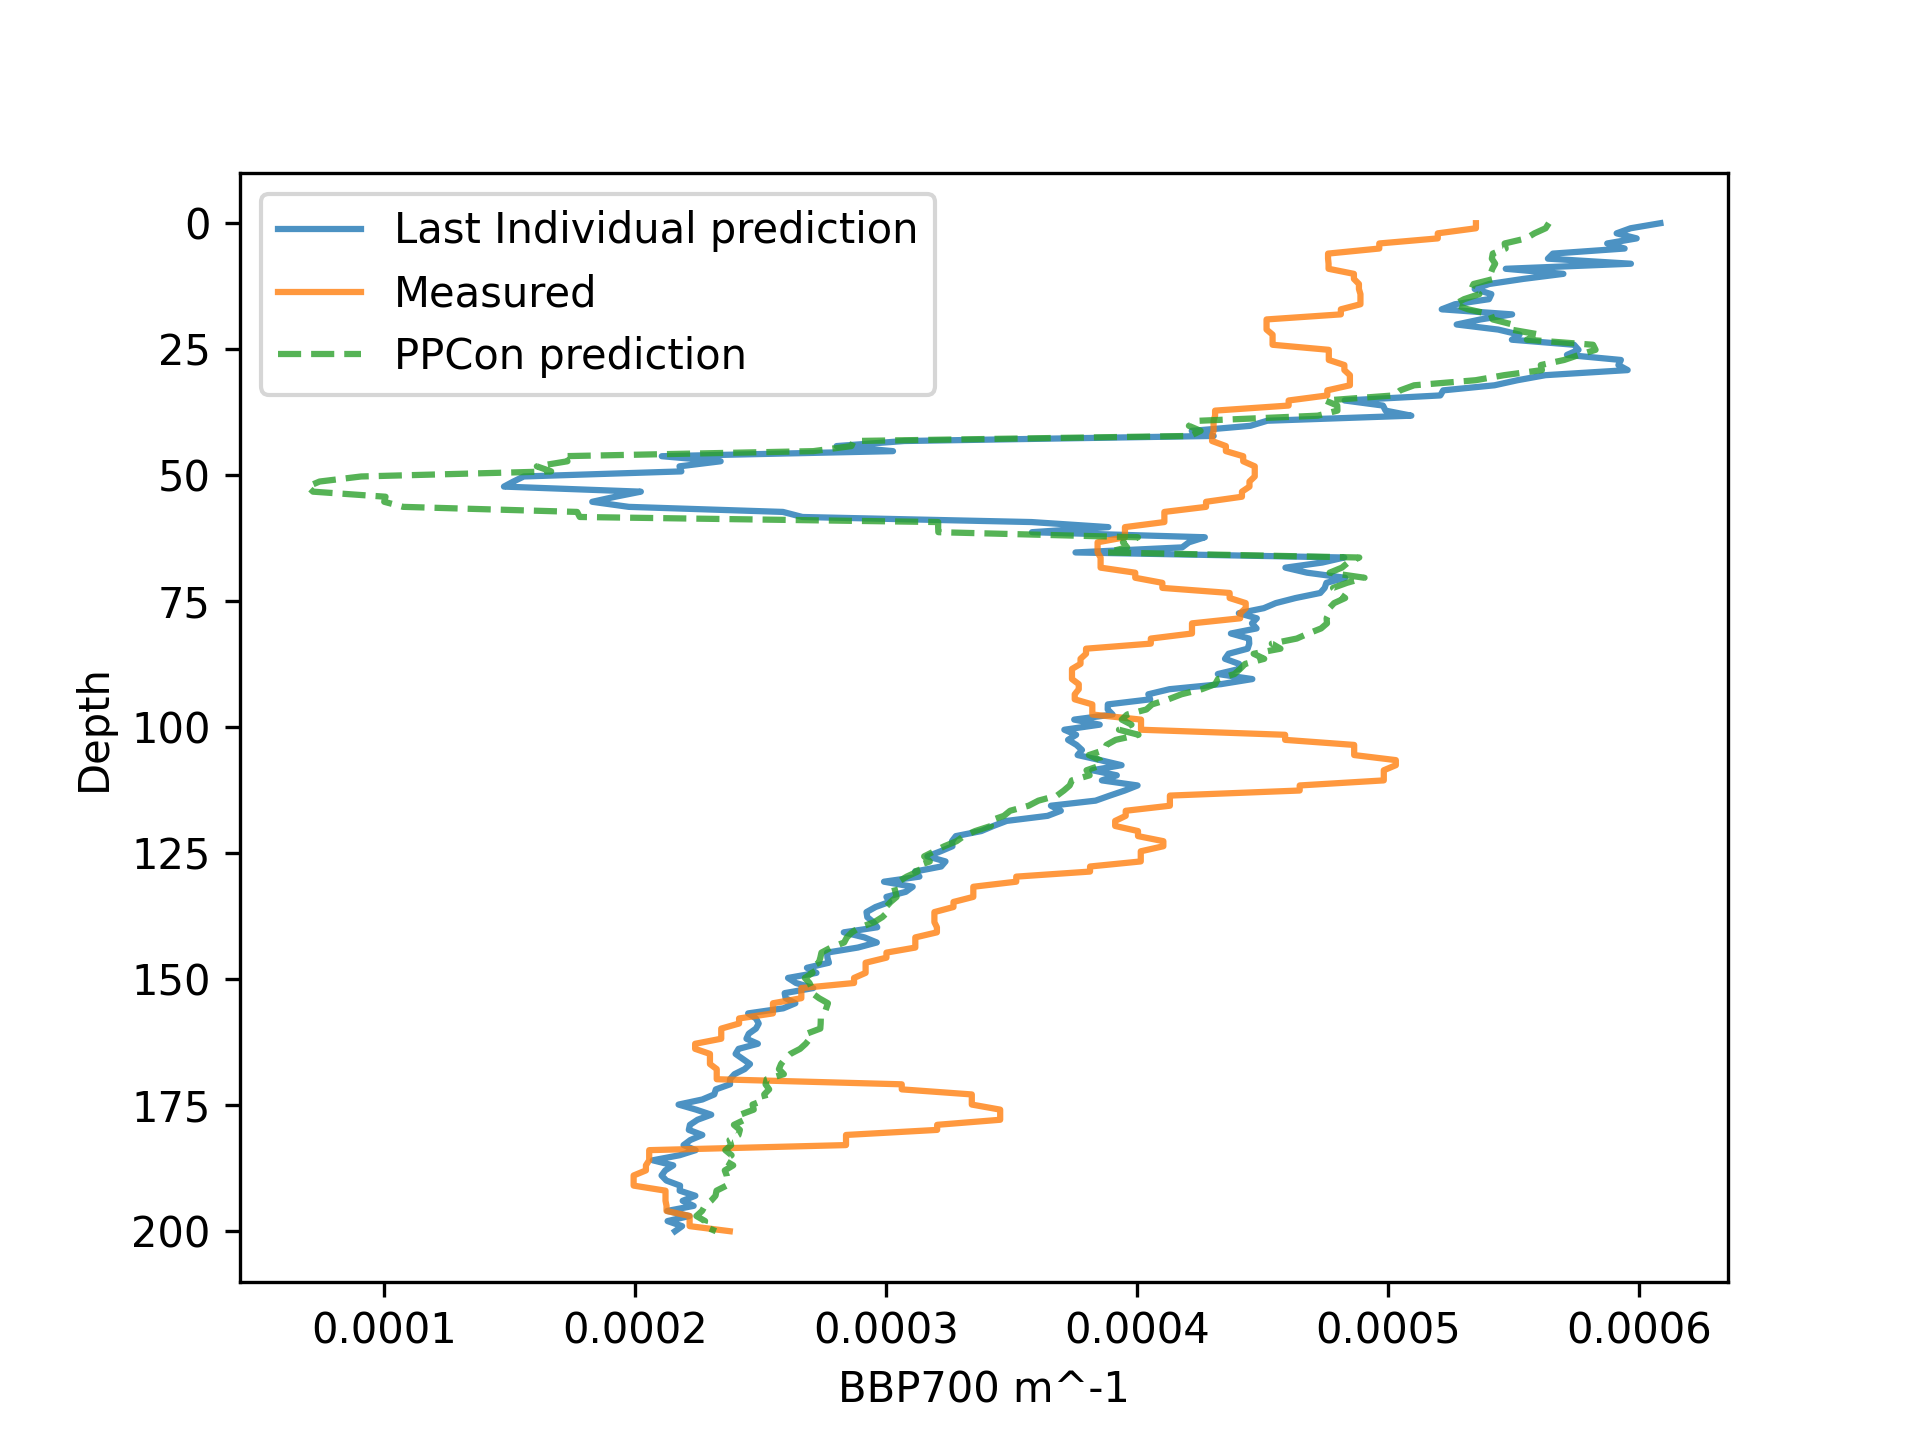 Last Individual prediction
Measured
PPCon prediction
0
25
50
75
100
125
150
175
200
Depth
0.0001 0.0002 0.0003 0.0004 0.0005 0.0006
BBP700 m^-1